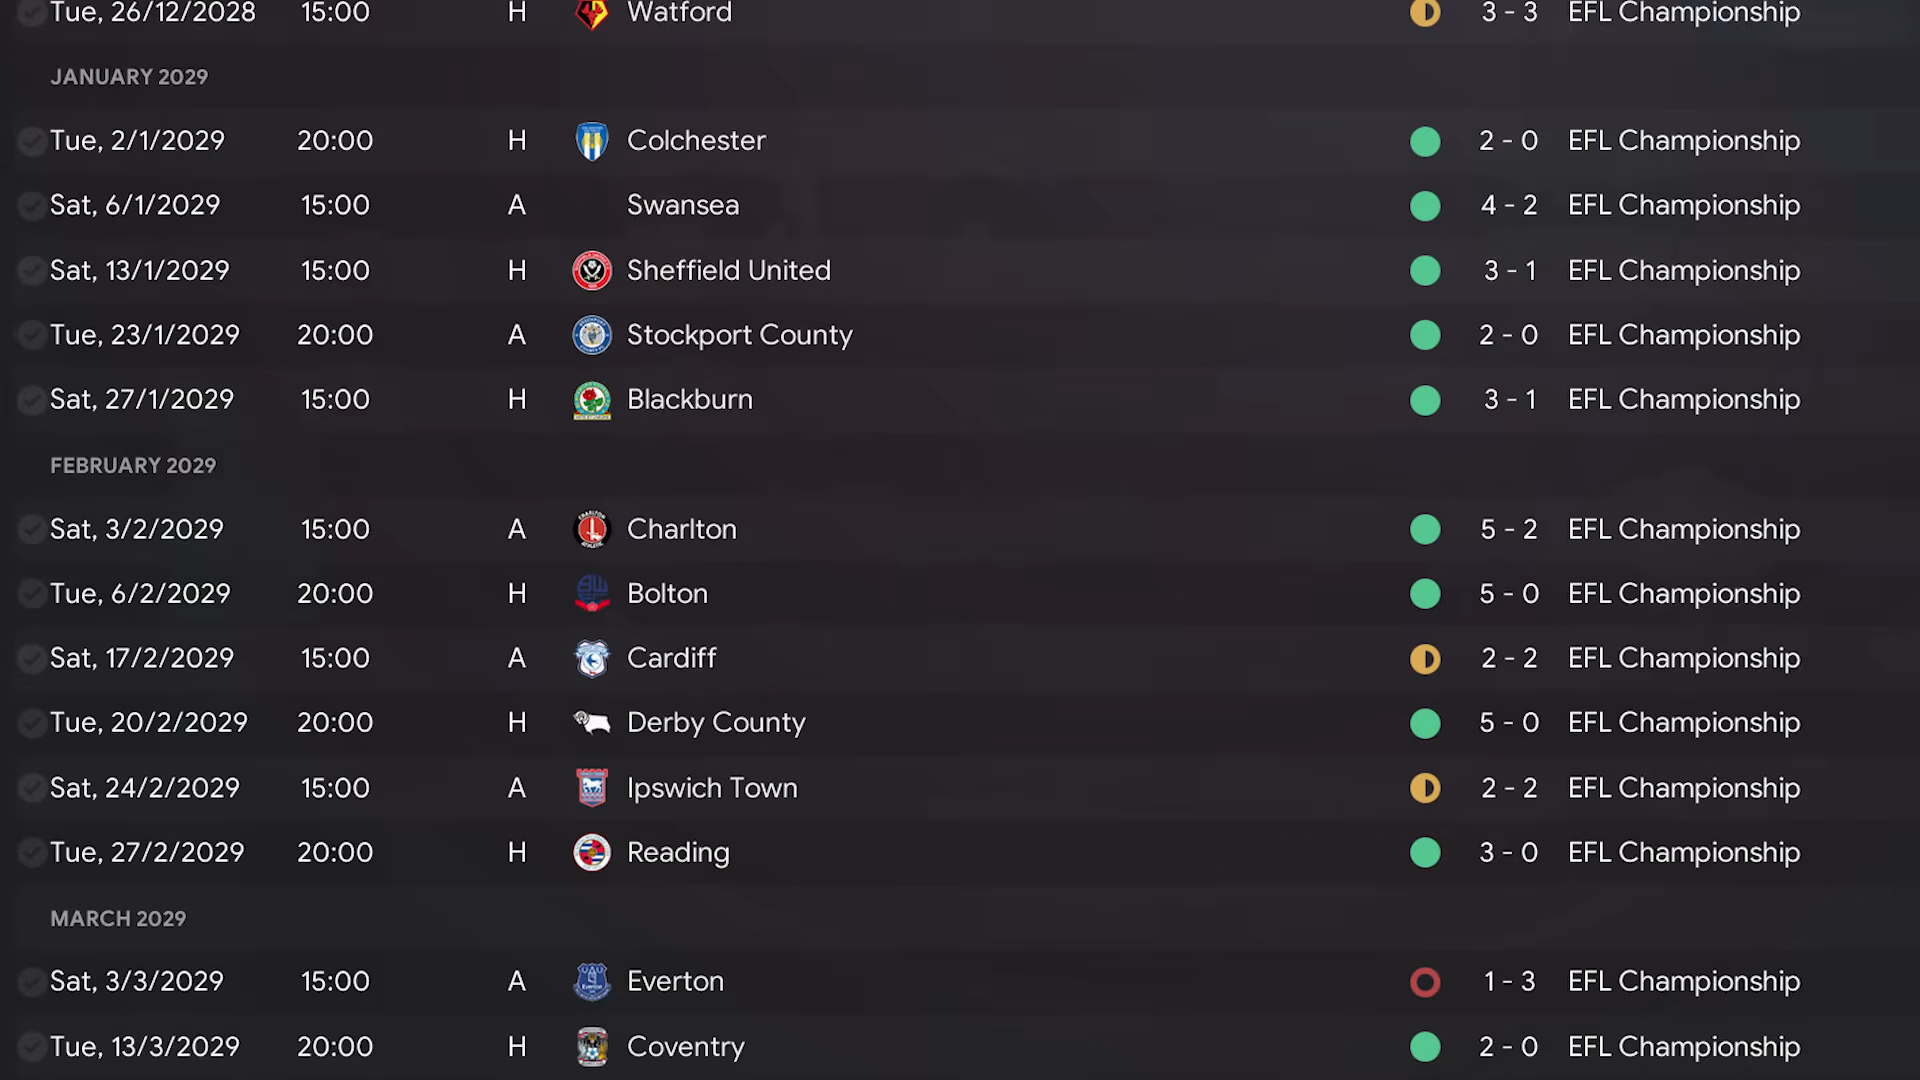 Tue, 26/12/2028 15:00 H Watford 3 - 3 EFL Championship
JANUARY 2029
Tue, 2/1/2029 20:00 H Colchester 2 - 0 EFL Championship
Sat, 6/1/2029 15:00 A Swansea 4 - 2 EFL Championship
Sat, 13/1/2029 15:00 H Sheffield United 3 - 1 EFL Championship
Tue, 23/1/2029 20:00 A Stockport County 2 - 0 EFL Championship
Sat, 27/1/2029 15:00 H Blackburn 3 - 1 EFL Championship
FEBRUARY 2029
Sat, 3/2/2029 15:00 A Charlton 5 - 2 EFL Championship
Tue, 6/2/2029 20:00 H Bolton 5 - 0 EFL Championship
Sat, 17/2/2029 15:00 A Cardiff 2 - 2 EFL Championship
Tue, 20/2/2029 20:00 H Derby County 5 - 0 EFL Championship
Sat, 24/2/2029 15:00 A Ipswich Town 2 - 2 EFL Championship
Tue, 27/2/2029 20:00 H Reading 3 - 0 EFL Championship
MARCH 2029
Sat, 3/3/2029 15:00 A Everton 1 - 3 EFL Championship
Tue, 13/3/2029 20:00 H Coventry 2 - 0 EFL Championship